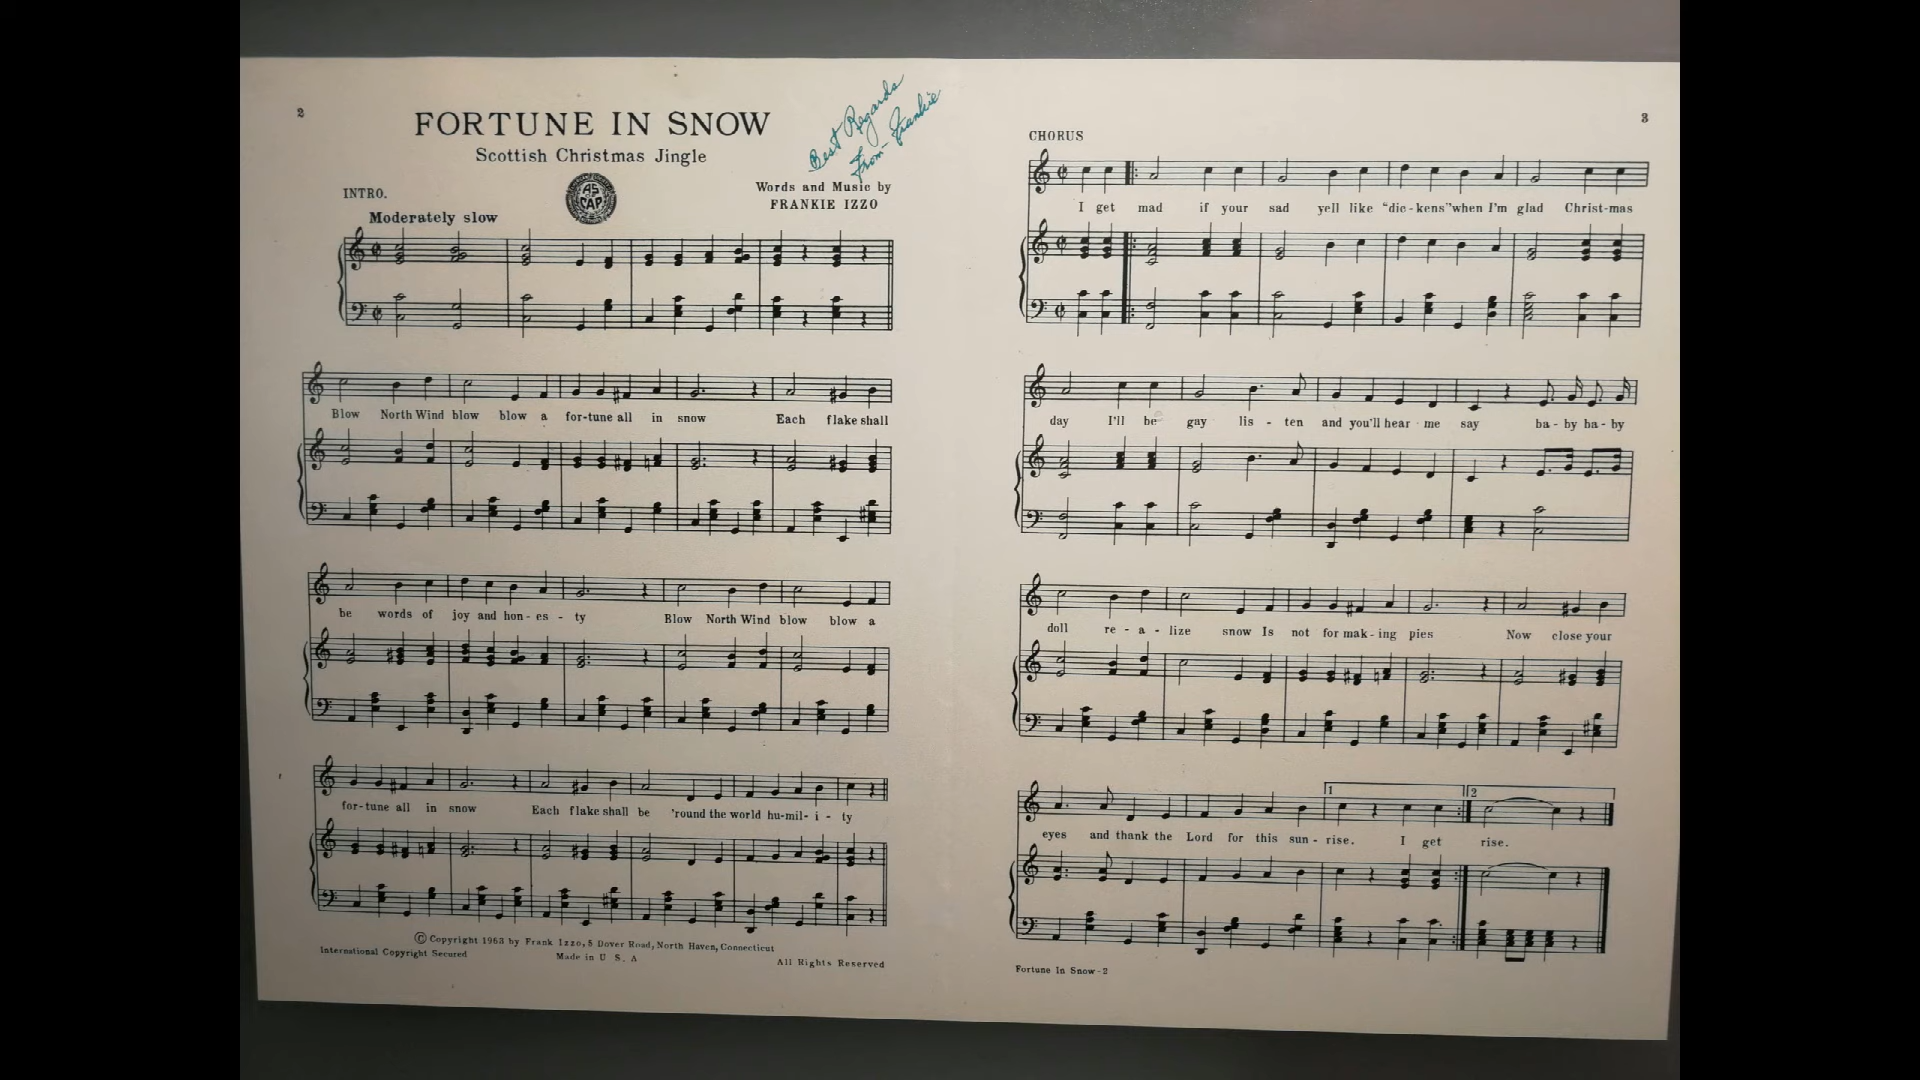 2
FORTUNE IN SNOW
Scottish Christmas Jingle
Best Regards
From- Frankie
INTRO.
AS
CAP
Words and Music by
FRANKIE IZZO
Moderately slow
Blow North Wind blow blow a for-tune all in snow Each flake shall
be words of joy and hon-es-ty Blow North Wind blow blow a
for-tune all in snow Each flake shall be 'round the world hu-mil-i-ty
© Copyright 1963 by Frank Izzo, 5 Dover Road, North Haven, Connecticut
International Copyright Secured Made in U. S. A All Rights Reserved
3
CHORUS
I get mad if your sad yell like "dic-kens" when I'm glad Christ-mas
day I'll be gay lis-ten and you'll hear me say ba-by ba-by
doll re-a-lize snow Is not for mak-ing pies Now close your
1 2
eyes and thank the Lord for this sun-rise. I get rise.
Fortune In Snow-2